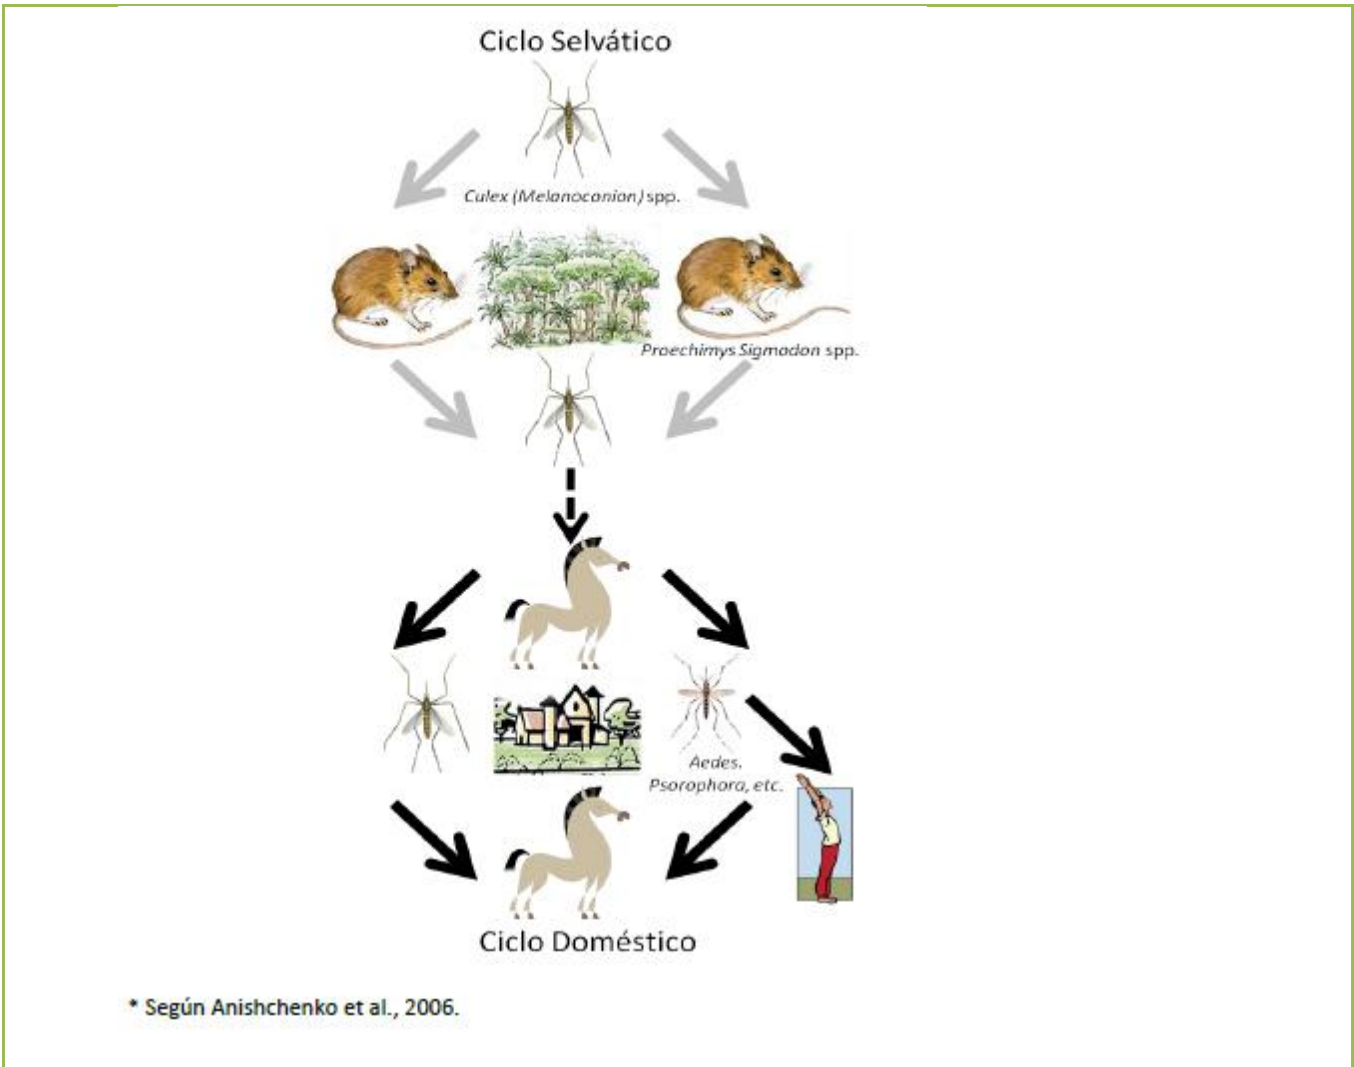 Ciclo Selvático
Culex (Melanoconion) spp.
Proechimys Sigmodon spp.
Aedes.
Psorophora, etc.
Ciclo Doméstico
* Según Anishchenko et al., 2006.